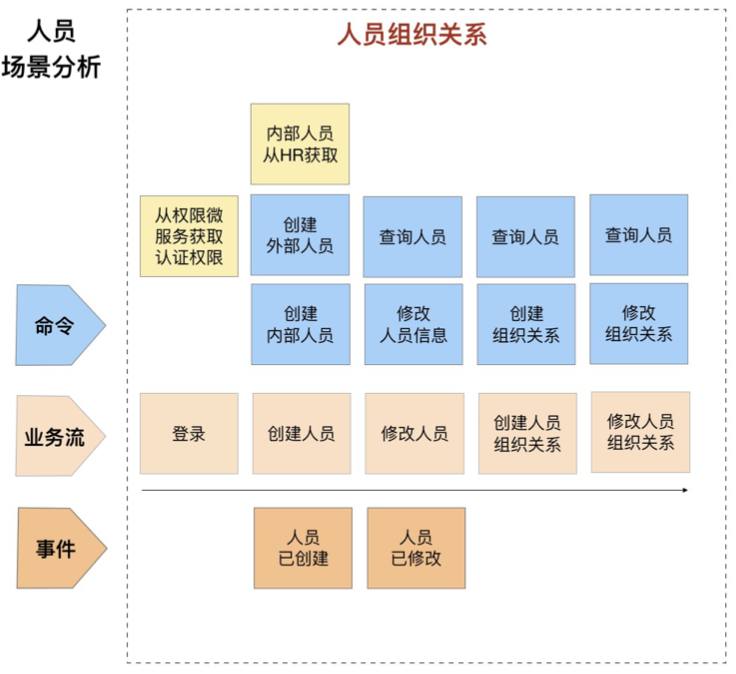 人员
场景分析
人员组织关系
内部人员
从HR获取
从权限微
服务获取
认证权限
创建
外部人员
查询人员
查询人员
查询人员
命令
创建
内部人员
修改
人员信息
创建
组织关系
修改
组织关系
业务流
登录
创建人员
修改人员
创建人员
组织关系
修改人员
组织关系
事件
人员
已创建
人员
已修改